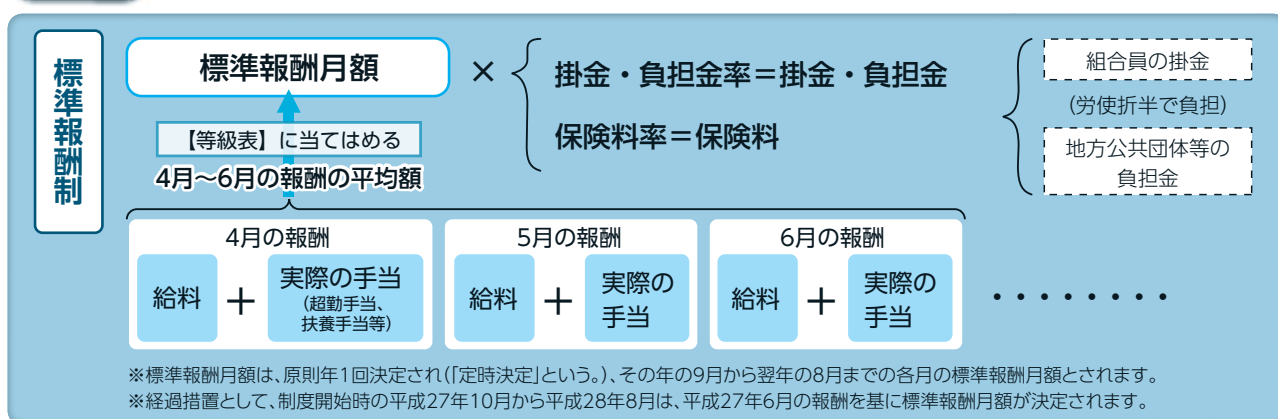 標準報酬制
標準報酬月額
×
掛金・負担金率＝掛金・負担金
保険料率＝保険料
組合員の掛金
(労使折半で負担)
地方公共団体等の
負担金
【等級表】に当てはめる
4月～6月の報酬の平均額
4月の報酬
給料
＋
実際の手当
(超勤手当、
扶養手当等)
5月の報酬
給料
＋
実際の
手当
6月の報酬
給料
＋
実際の
手当
・・・・・・・・
※標準報酬月額は、原則年1回決定され(「定時決定」という。)、その年の9月から翌年の8月までの各月の標準報酬月額とされます。
※経過措置として、制度開始時の平成27年10月から平成28年8月は、平成27年6月の報酬を基に標準報酬月額が決定されます。